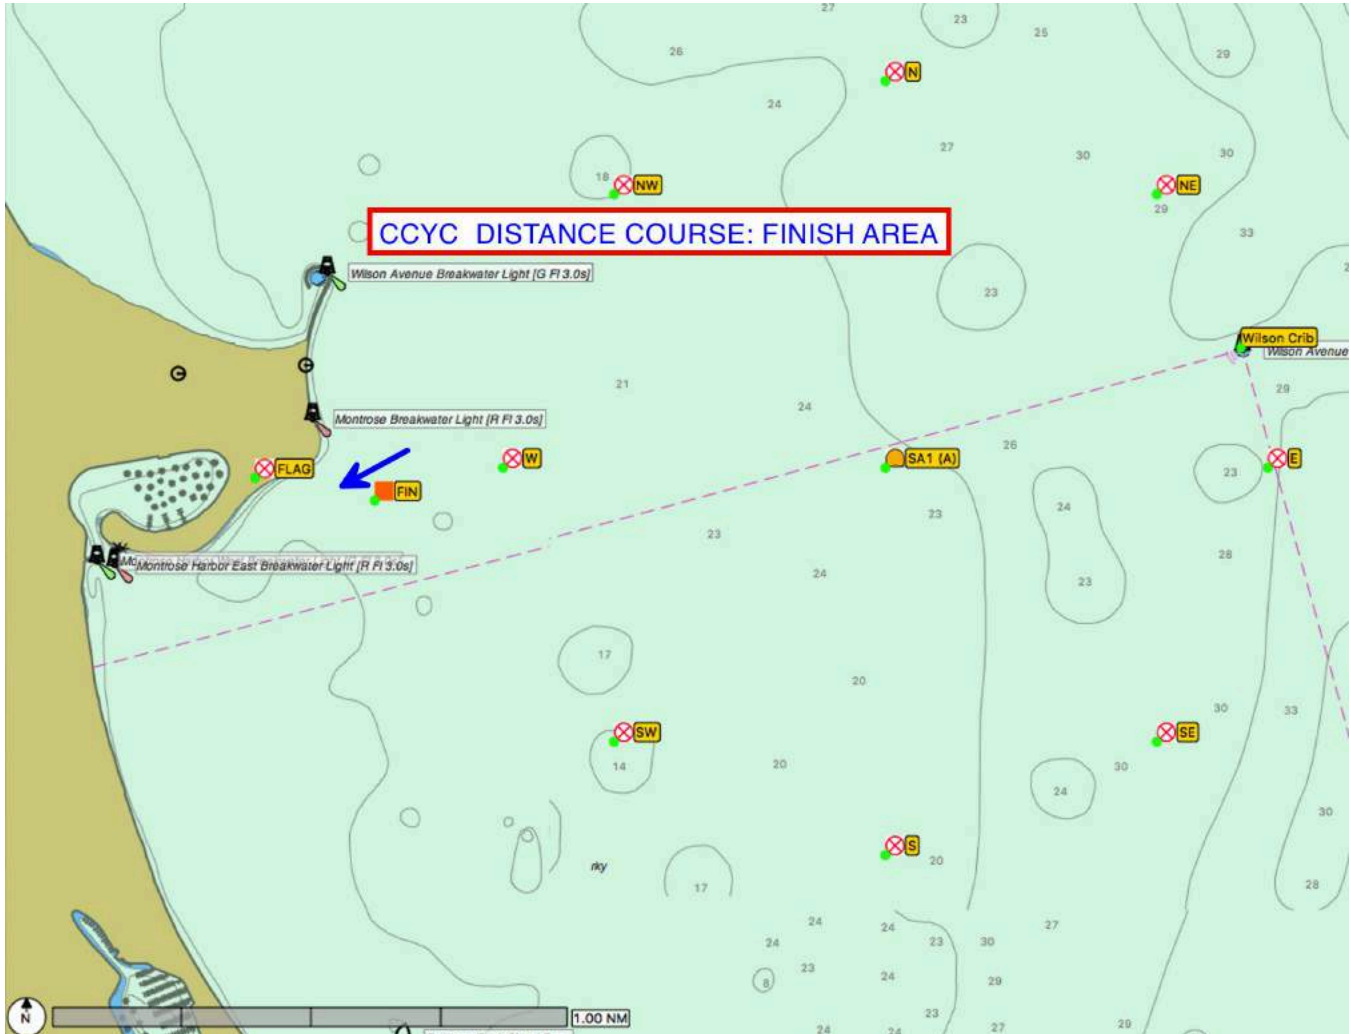 27
23
25
26
29
N
24
27
30
30
18
NW
NE
29
CCYC DISTANCE COURSE: FINISH AREA
33
Wilson Avenue Breakwater Light [G Fl 3.0s]
23
Wilson Crib
Wilson Avenue
21
29
24
Montrose Breakwater Light [R Fl 3.0s]
26
FLAG
W
SA1 (A)
E
23
FIN
24
23
23
28
Montrose Harbor East Breakwater Light [R Fl 3.0s]
24
23
17
20
30
33
SW
SE
14
20
30
24
30
S
20
rky
17
28
24
24
27
24
23
30
23
24
29
8
N
1.00 NM
23
24
24
27
29